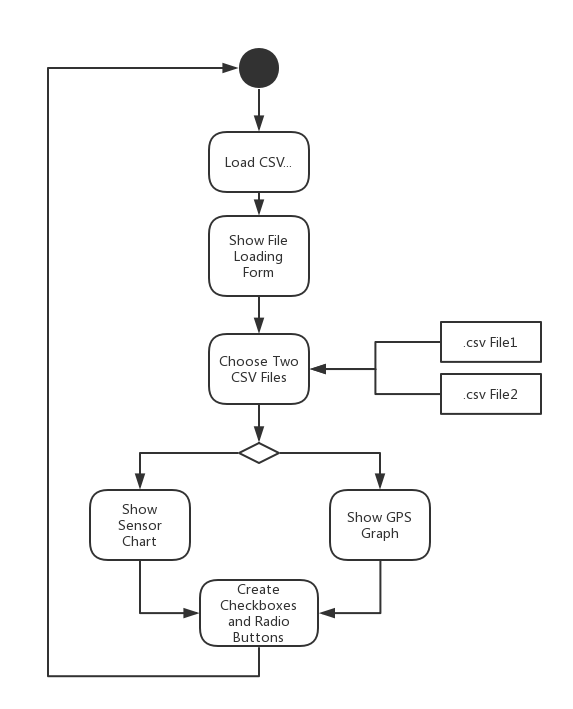 Load CSV...
Show File
Loading
Form
Choose Two
CSV Files
.csv File1
.csv File2
Show
Sensor
Chart
Show GPS
Graph
Create
Checkboxes
and Radio
Buttons